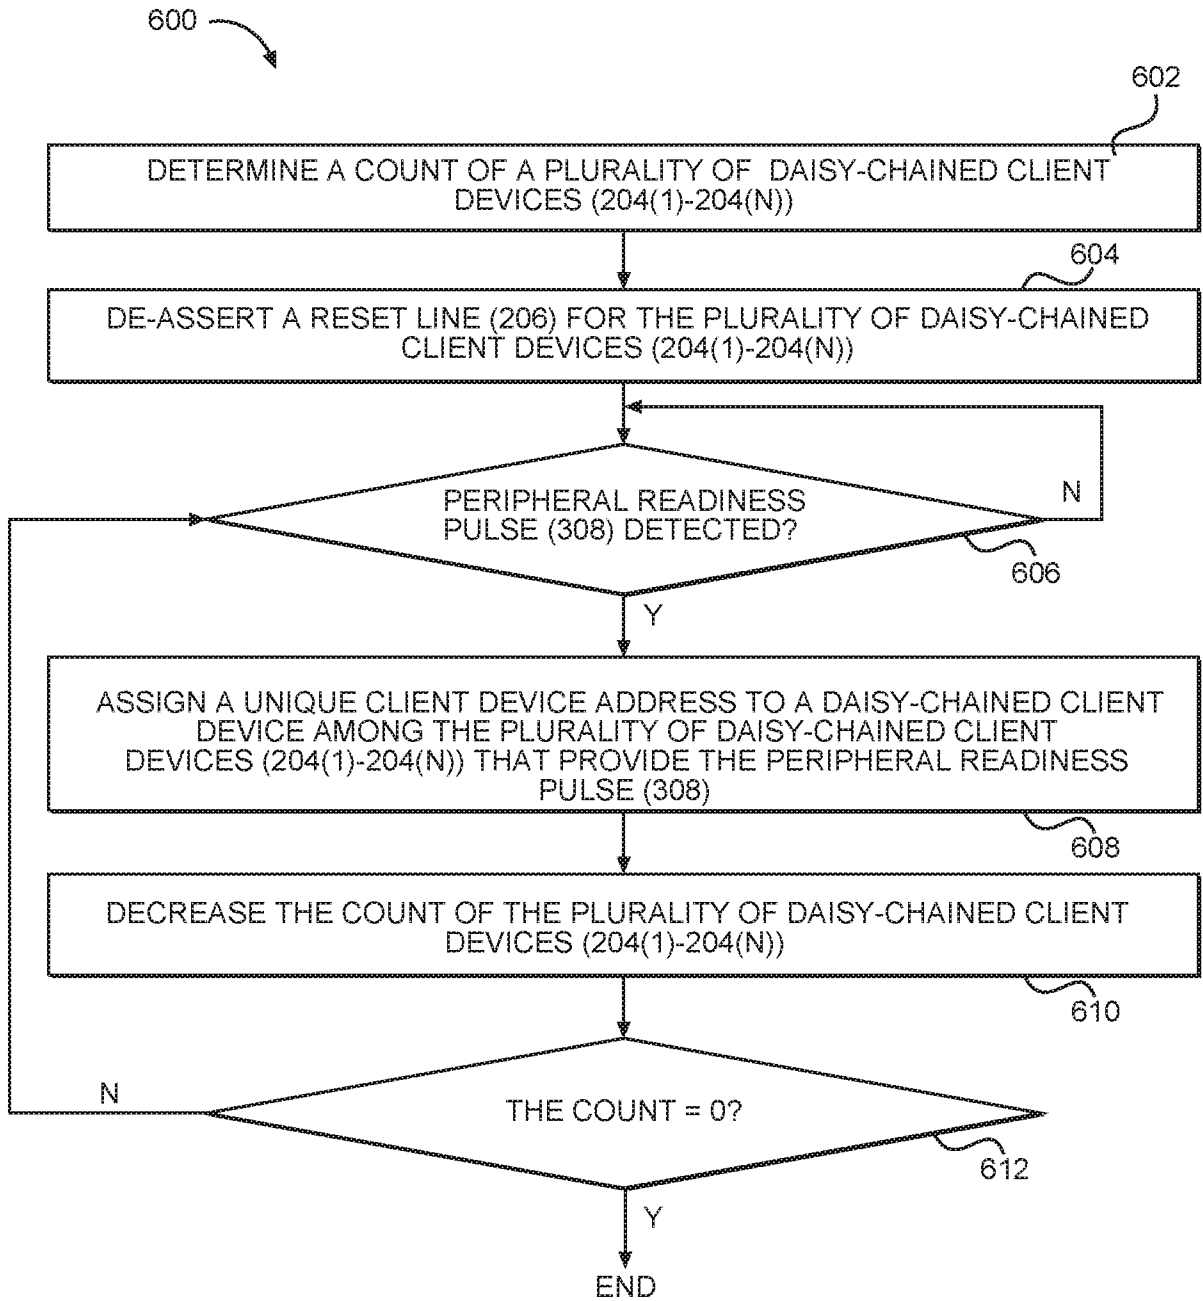 600
602
DETERMINE A COUNT OF A PLURALITY OF DAISY-CHAINED CLIENT
DEVICES (204(1)-204(N))
604
DE-ASSERT A RESET LINE (206) FOR THE PLURALITY OF DAISY-CHAINED
CLIENT DEVICES (204(1)-204(N))
PERIPHERAL READINESS
PULSE (308) DETECTED?
N
606
Y
ASSIGN A UNIQUE CLIENT DEVICE ADDRESS TO A DAISY-CHAINED CLIENT
DEVICE AMONG THE PLURALITY OF DAISY-CHAINED CLIENT
DEVICES (204(1)-204(N)) THAT PROVIDE THE PERIPHERAL READINESS
PULSE (308)
608
DECREASE THE COUNT OF THE PLURALITY OF DAISY-CHAINED CLIENT
DEVICES (204(1)-204(N))
610
N
THE COUNT = 0?
612
Y
END